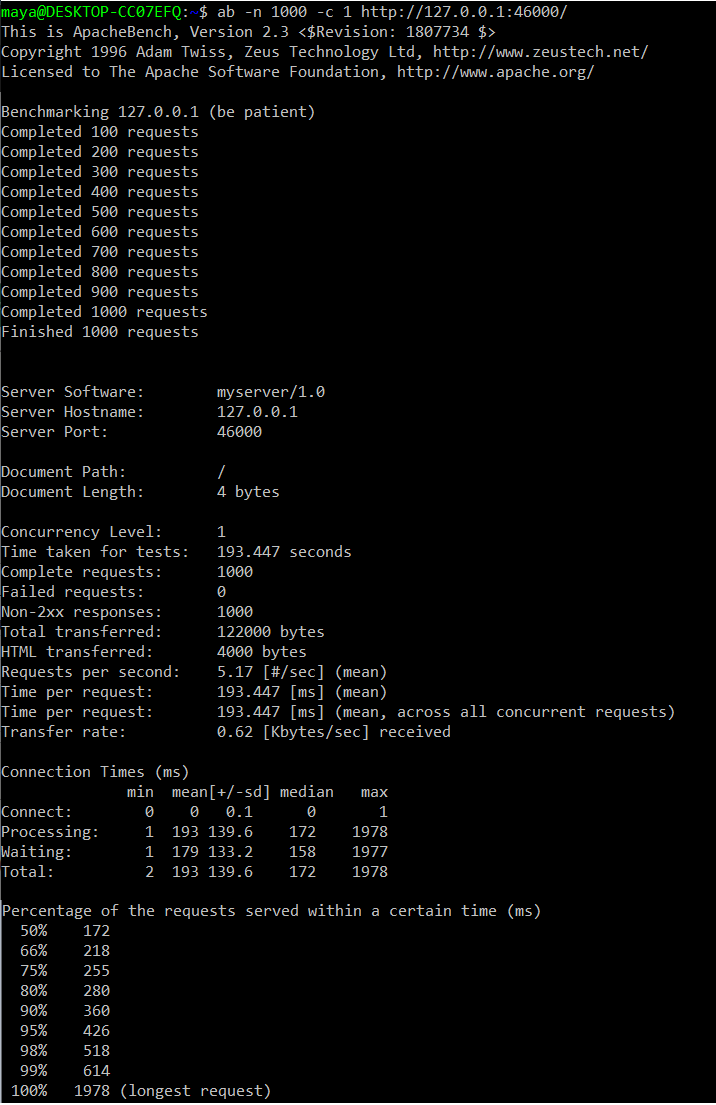 maya@DESKTOP-CC07EFQ:~$ ab -n 1000 -c 1 http://127.0.0.1:46000/
This is ApacheBench, Version 2.3 <$Revision: 1807734 $>
Copyright 1996 Adam Twiss, Zeus Technology Ltd, http://www.zeustech.net/
Licensed to The Apache Software Foundation, http://www.apache.org/

Benchmarking 127.0.0.1 (be patient)
Completed 100 requests
Completed 200 requests
Completed 300 requests
Completed 400 requests
Completed 500 requests
Completed 600 requests
Completed 700 requests
Completed 800 requests
Completed 900 requests
Completed 1000 requests
Finished 1000 requests


Server Software:        myserver/1.0
Server Hostname:        127.0.0.1
Server Port:            46000

Document Path:          /
Document Length:        4 bytes

Concurrency Level:      1
Time taken for tests:   193.447 seconds
Complete requests:      1000
Failed requests:        0
Non-2xx responses:      1000
Total transferred:      122000 bytes
HTML transferred:       4000 bytes
Requests per second:    5.17 [#/sec] (mean)
Time per request:       193.447 [ms] (mean)
Time per request:       193.447 [ms] (mean, across all concurrent requests)
Transfer rate:          0.62 [Kbytes/sec] received

Connection Times (ms)
              min  mean[+/-sd] median   max
Connect:        0    0   0.1      0       1
Processing:     1  193 139.6    172    1978
Waiting:        1  179 133.2    158    1977
Total:          2  193 139.6    172    1978

Percentage of the requests served within a certain time (ms)
  50%    172
  66%    218
  75%    255
  80%    280
  90%    360
  95%    426
  98%    518
  99%    614
 100%   1978 (longest request)